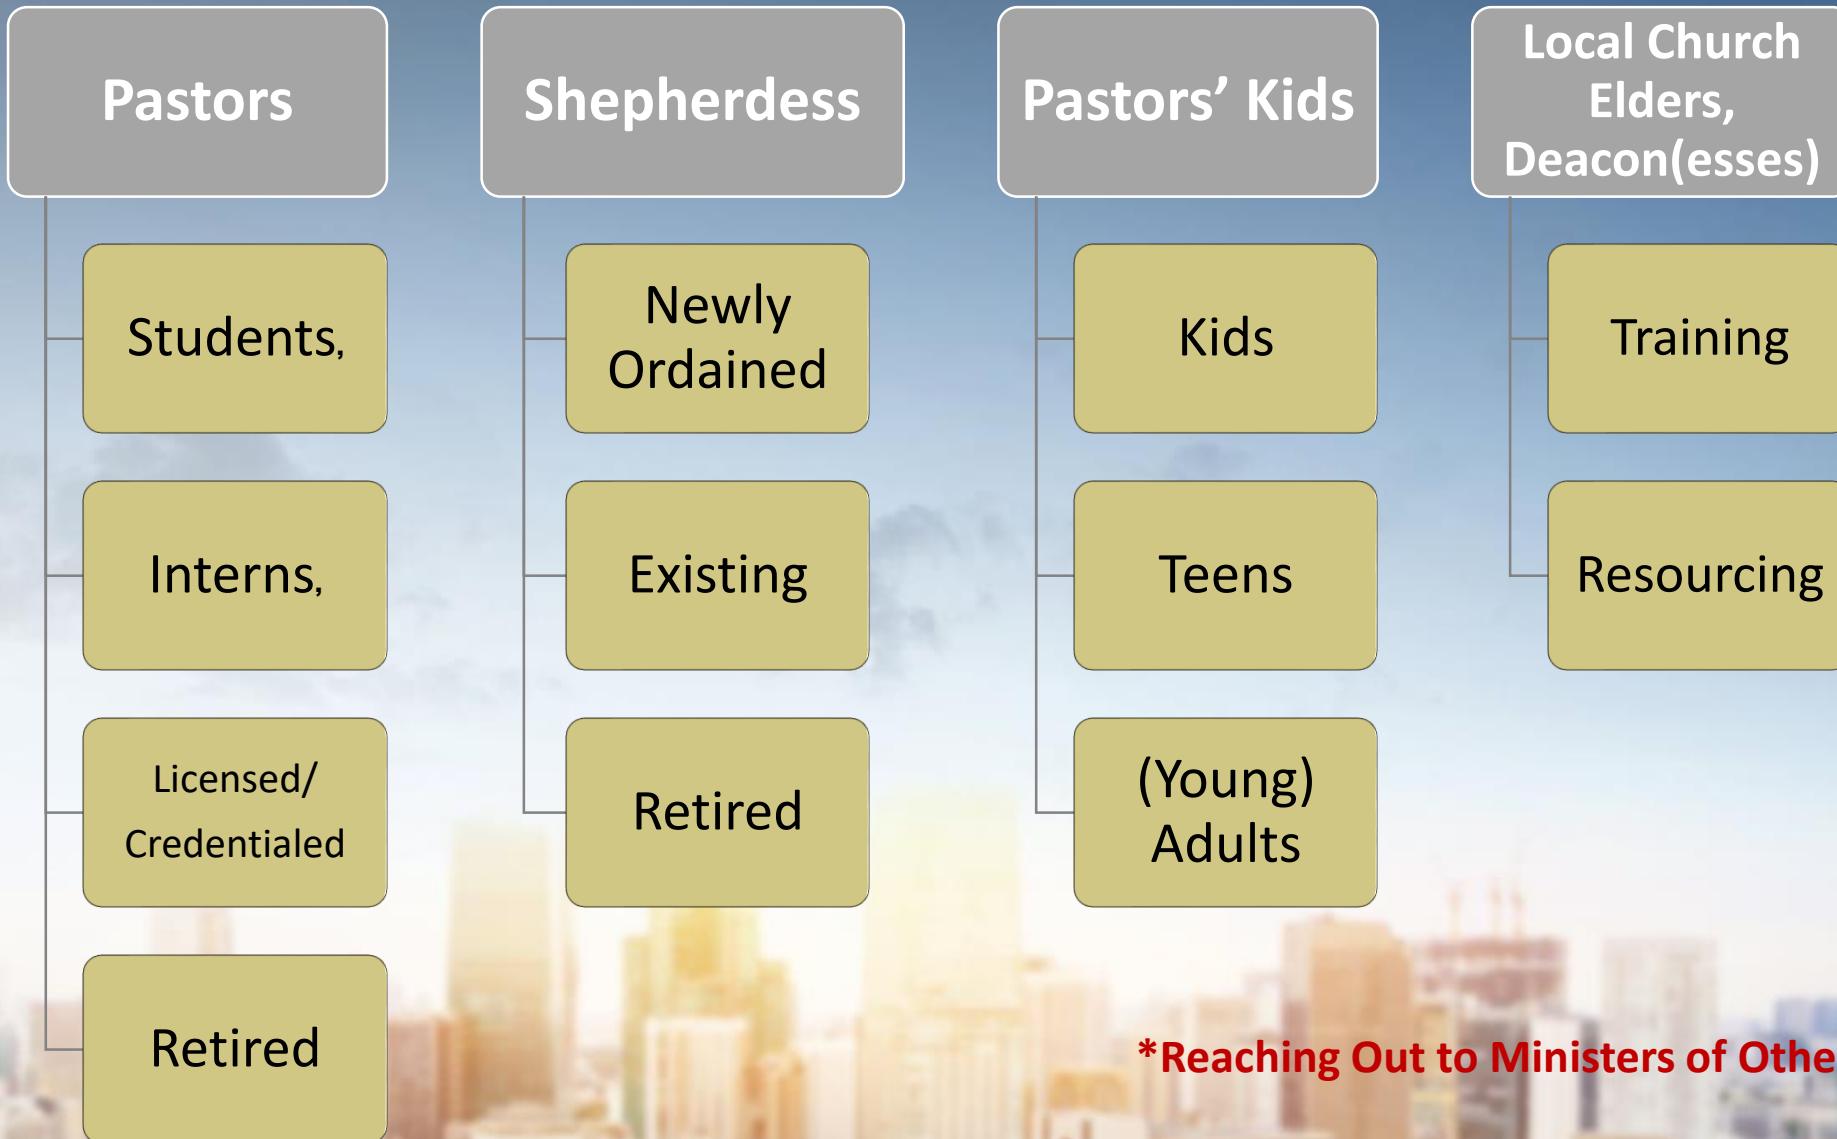 Pastors
Students,
Interns,
Licensed/
Credentialed
Retired
Shepherdess
Newly
Ordained
Existing
Retired
Pastors’ Kids
Kids
Teens
(Young)
Adults
Local Church
Elders,
Deacon(esses)
Training
Resourcing
*Reaching Out to Ministers of Othe